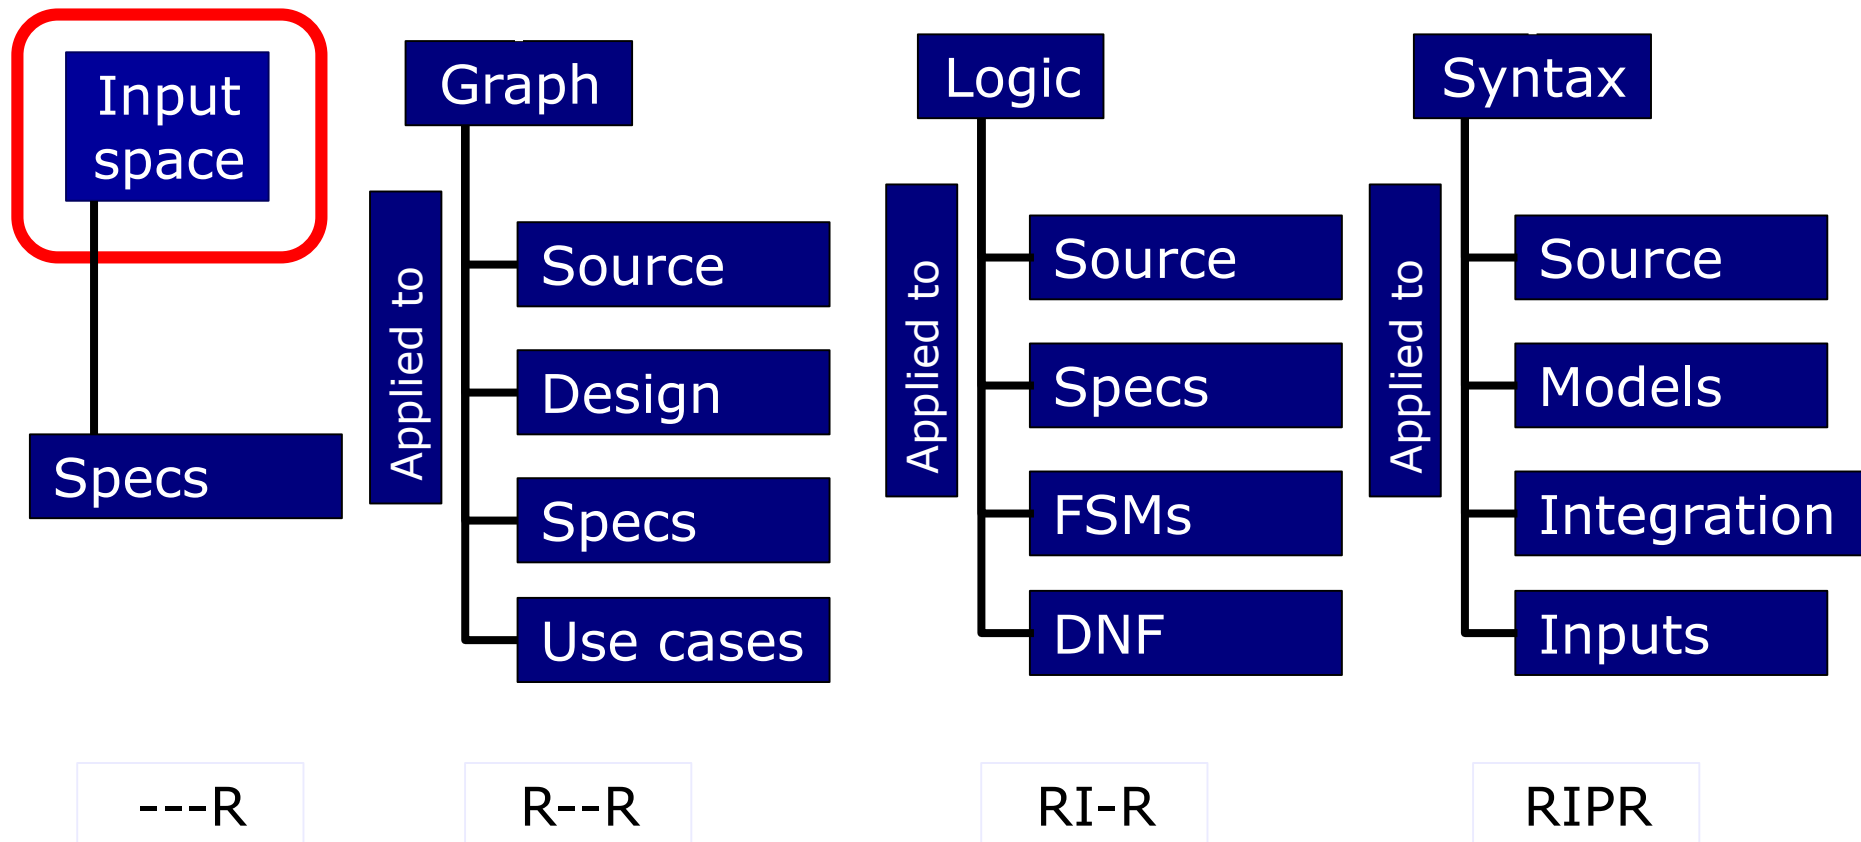 Input
space
Specs
Graph
Applied to
Source
Design
Specs
Use cases
Logic
Applied to
Source
Specs
FSMs
DNF
Syntax
Applied to
Source
Models
Integration
Inputs
---R
R--R
RI-R
RIPR